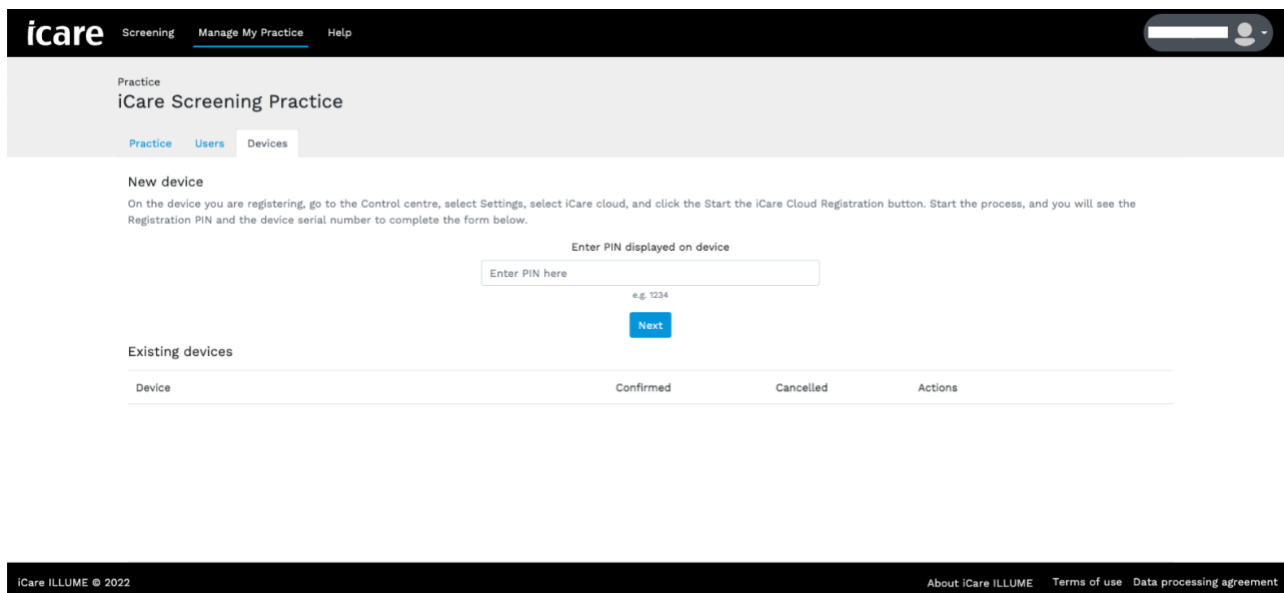 icare Screening Manage My Practice Help
Practice
iCare Screening Practice
Practice Users Devices
New device
On the device you are registering, go to the Control centre, select Settings, select iCare cloud, and click the Start the iCare Cloud Registration button. Start the process, and you will see the
Registration PIN and the device serial number to complete the form below.
Enter PIN displayed on device
Enter PIN here
e.g. 1234
Next
Existing devices
Device Confirmed Cancelled Actions
iCare ILLUME © 2022 About iCare ILLUME Terms of use Data processing agreement